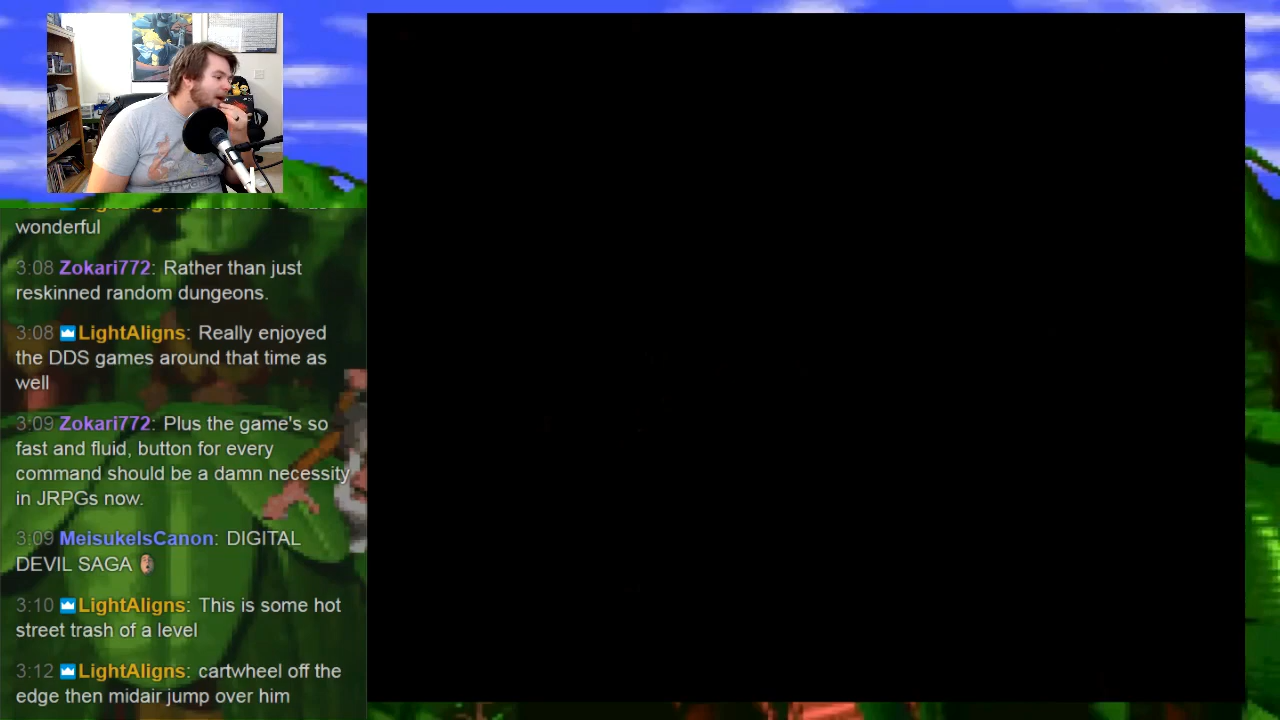 wonderful
3:08 Zokari772: Rather than just
reskinned random dungeons.
3:08 LightAligns: Really enjoyed
the DDS games around that time as
well
3:09 Zokari772: Plus the game's so
fast and fluid, button for every
command should be a damn necessity
in JRPGs now.
3:09 MeisukeIsCanon: DIGITAL
DEVIL SAGA
3:10 LightAligns: This is some hot
street trash of a level
3:12 LightAligns: cartwheel off the
edge then midair jump over him